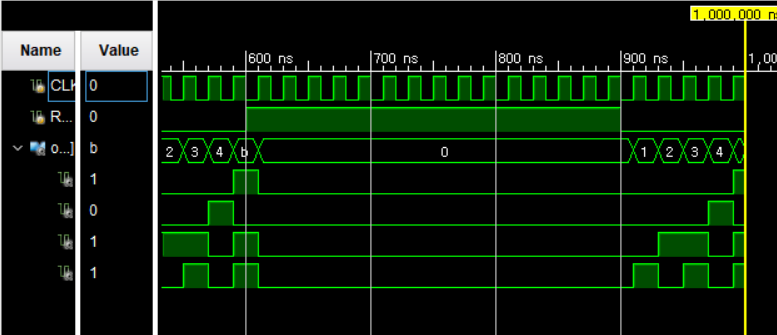 1,000,000 n
Name Value
600 ns 700 ns 800 ns 900 ns 1,00
CLK 0
R... 0
o...] b 2 3 4 b 0 1 2 3 4
1
0
1
1